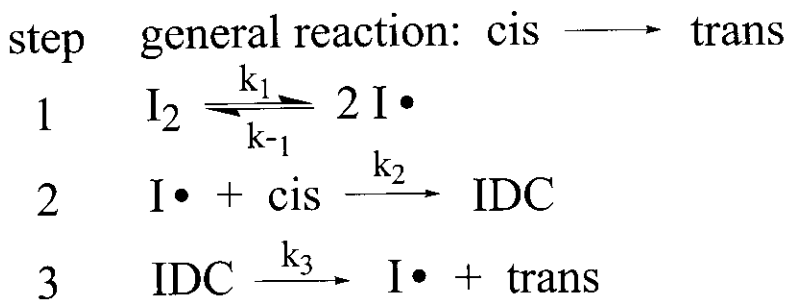 step general reaction: cis ⟶ trans
1 I₂ ⇌ 2 I• k₁ k-₁
2 I• + cis ⟶ IDC k₂
3 IDC ⟶ I• + trans k₃